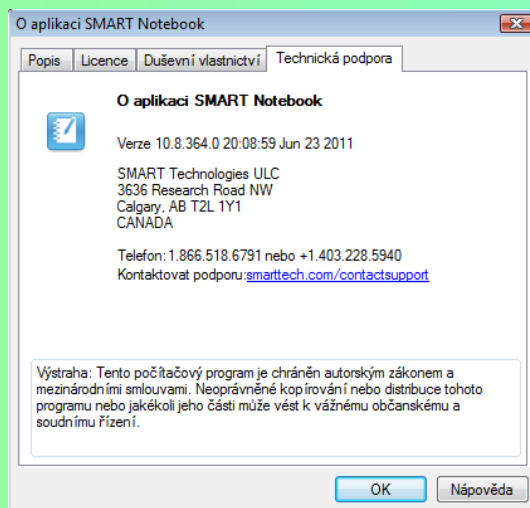 O aplikaci SMART Notebook
Popis Licence Duševní vlastnictví Technická podpora
O aplikaci SMART Notebook
Verze 10.8.364.0 20:08:59 Jun 23 2011
SMART Technologies ULC
3636 Research Road NW
Calgary, AB T2L 1Y1
CANADA
Telefon: 1.866.518.6791 nebo +1.403.228.5940
Kontaktovat podporu:smarttech.com/contactsupport
Výstraha: Tento počítačový program je chráněn autorským zákonem a
mezinárodními smlouvami. Neoprávněné kopírování nebo distribuce tohoto
programu nebo jakékoli jeho části může vést k vážnému občanskému a
soudnímu řízení.
OK Nápověda